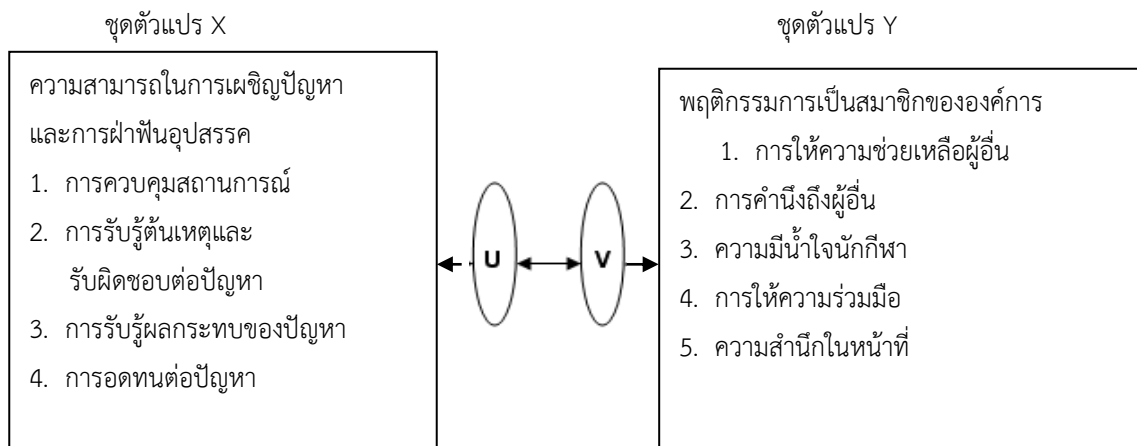 ชุดตัวแปร X
ความสามารถในการเผชิญปัญหา
และการฝ่าฟันอุปสรรค
1. การควบคุมสถานการณ์
2. การรับรู้ต้นเหตุและ
รับผิดชอบต่อปัญหา
3. การรับรู้ผลกระทบของปัญหา
4. การอดทนต่อปัญหา
U
V
ชุดตัวแปร Y
พฤติกรรมการเป็นสมาชิกขององค์การ
1. การให้ความช่วยเหลือผู้อื่น
2. การคำนึงถึงผู้อื่น
3. ความมีน้ำใจนักกีฬา
4. การให้ความร่วมมือ
5. ความสำนึกในหน้าที่